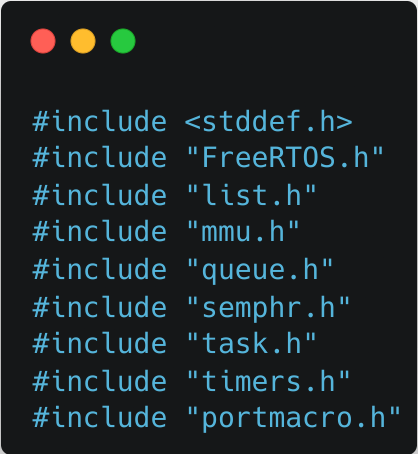 #include <stddef.h>
#include "FreeRTOS.h"
#include "list.h"
#include "mmu.h"
#include "queue.h"
#include "semphr.h"
#include "task.h"
#include "timers.h"
#include "portmacro.h"